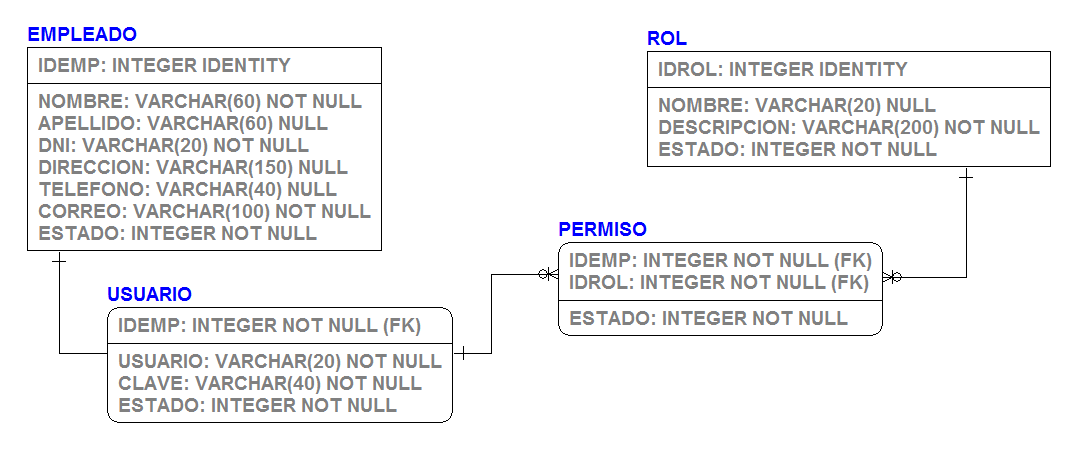 EMPLEADO
IDEMP: INTEGER IDENTITY
NOMBRE: VARCHAR(60) NOT NULL
APELLIDO: VARCHAR(60) NULL
DNI: VARCHAR(20) NOT NULL
DIRECCION: VARCHAR(150) NULL
TELEFONO: VARCHAR(40) NULL
CORREO: VARCHAR(100) NOT NULL
ESTADO: INTEGER NOT NULL
ROL
IDROL: INTEGER IDENTITY
NOMBRE: VARCHAR(20) NULL
DESCRIPCION: VARCHAR(200) NOT NULL
ESTADO: INTEGER NOT NULL
PERMISO
IDEMP: INTEGER NOT NULL (FK)
IDROL: INTEGER NOT NULL (FK)
ESTADO: INTEGER NOT NULL
USUARIO
IDEMP: INTEGER NOT NULL (FK)
USUARIO: VARCHAR(20) NOT NULL
CLAVE: VARCHAR(40) NOT NULL
ESTADO: INTEGER NOT NULL